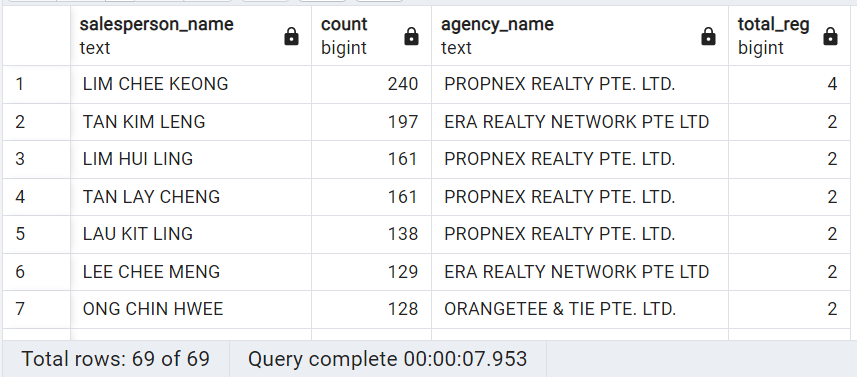 salesperson_name count agency_name total_reg
text bigint text bigint
1 LIM CHEE KEONG 240 PROPNEX REALTY PTE. LTD. 4
2 TAN KIM LENG 197 ERA REALTY NETWORK PTE LTD 2
3 LIM HUI LING 161 PROPNEX REALTY PTE. LTD. 2
4 TAN LAY CHENG 161 PROPNEX REALTY PTE. LTD. 2
5 LAU KIT LING 138 PROPNEX REALTY PTE. LTD. 2
6 LEE CHEE MENG 129 ERA REALTY NETWORK PTE LTD 2
7 ONG CHIN HWEE 128 ORANGETEE & TIE PTE. LTD. 2
Total rows: 69 of 69 Query complete 00:00:07.953